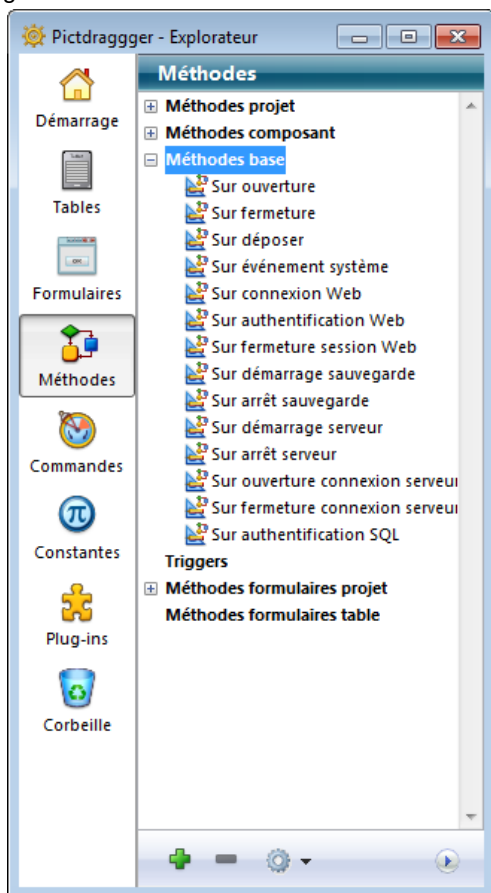 Pictdraggger - Explorateur
Démarrage
Tables
Formulaires
OK
Méthodes
Commandes
Constantes
π
Plug-ins
Corbeille
Méthodes
Méthodes projet
Méthodes composant
Méthodes base
Sur ouverture
Sur fermeture
Sur déposer
Sur événement système
Sur connexion Web
Sur authentification Web
Sur fermeture session Web
Sur démarrage sauvegarde
Sur arrêt sauvegarde
Sur démarrage serveur
Sur arrêt serveur
Sur ouverture connexion serveur
Sur fermeture connexion serveur
Sur authentification SQL
Triggers
Méthodes formulaires projet
Méthodes formulaires table